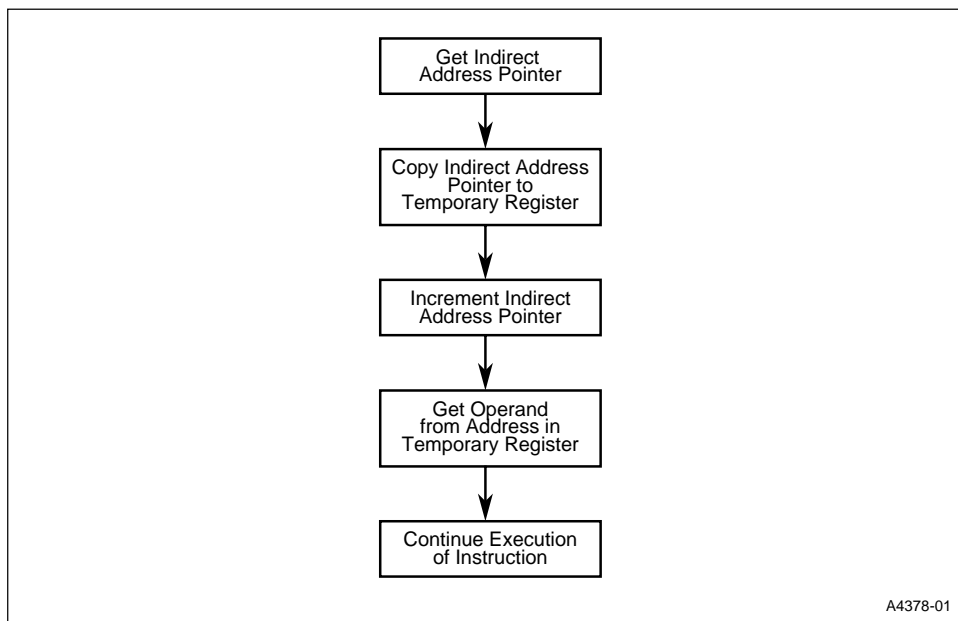 Get Indirect
Address Pointer
Copy Indirect Address
Pointer to
Temporary Register
Increment Indirect
Address Pointer
Get Operand
from Address in
Temporary Register
Continue Execution
of Instruction
A4378-01